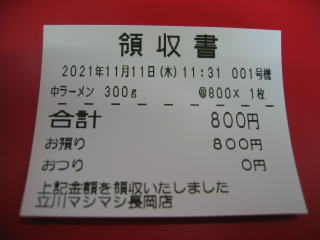 領収書
2021年11月11日(木) 11:31 001号機
中ラーメン 300g @800× 1枚
合計 800円
お預り 800円
おつり 0円
上記金額を領収いたしました
立川マシマシ長岡店